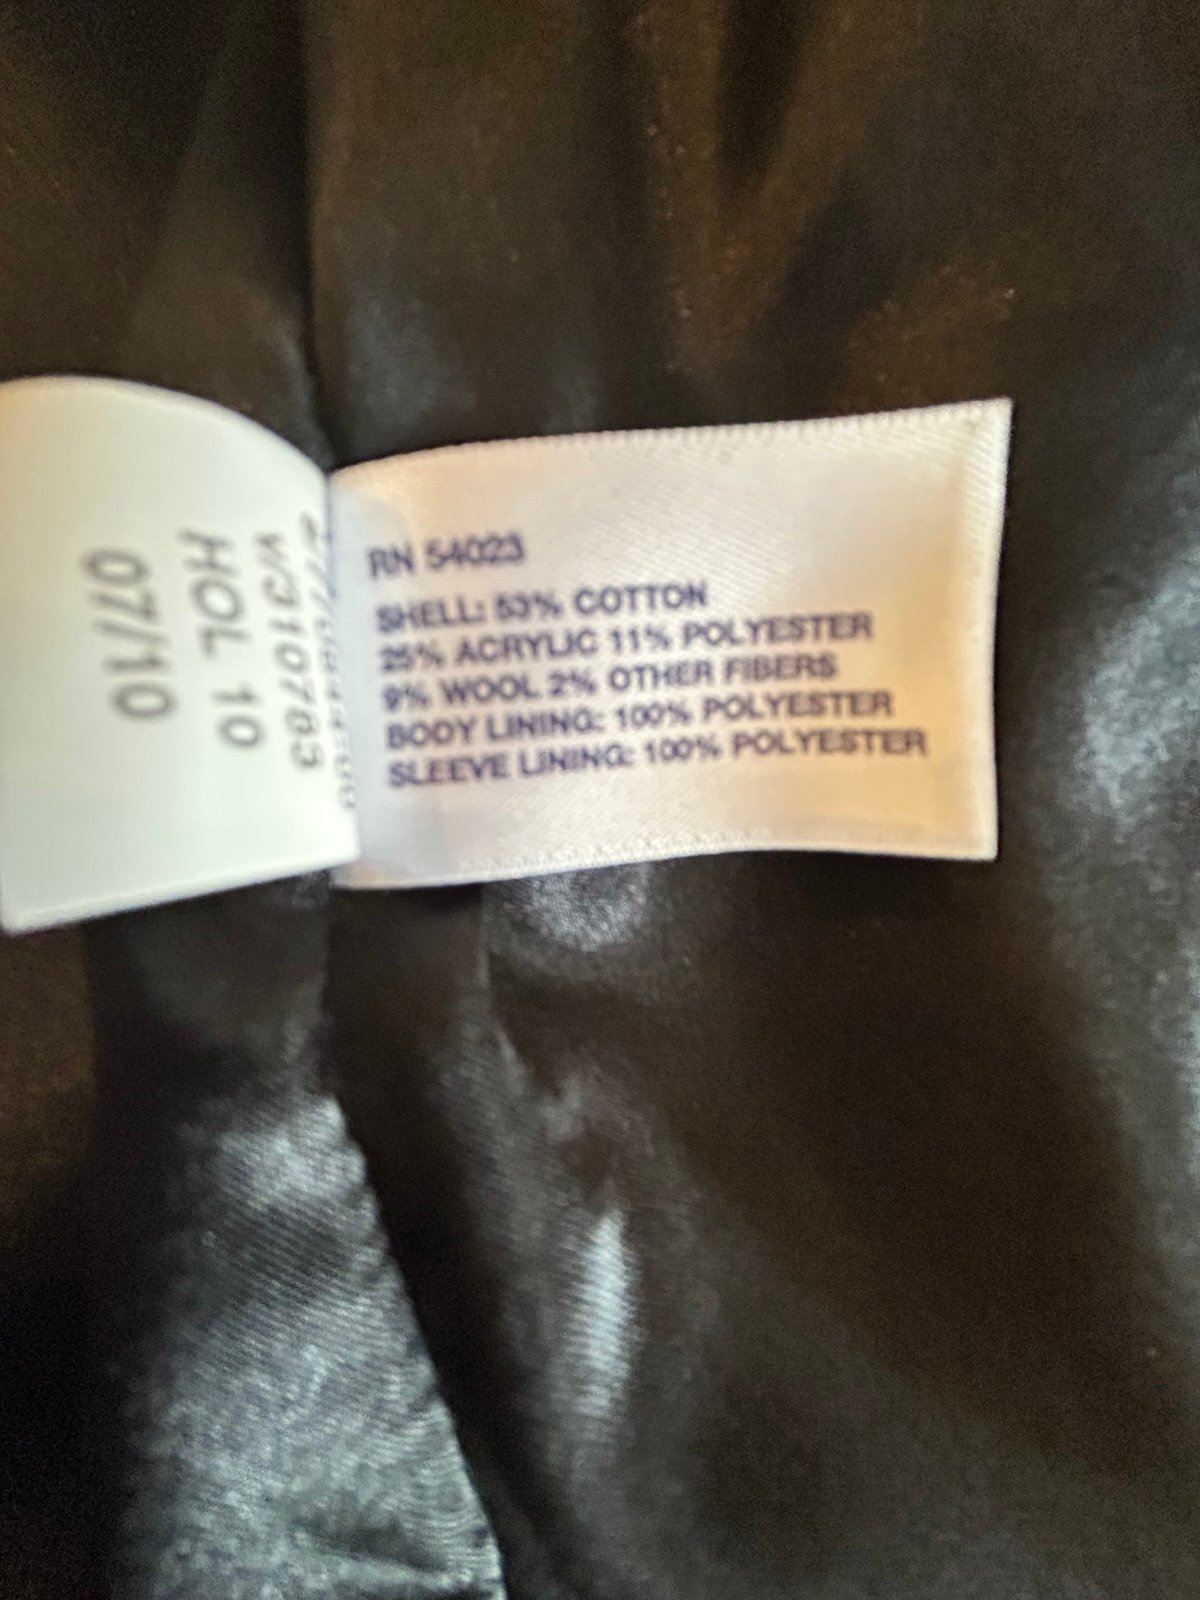 RN 54023
SHELL: 53% COTTON
25% ACRYLIC 11% POLYESTER
9% WOOL 2% OTHER FIBERS
BODY LINING: 100% POLYESTER
SLEEVE LINING: 100% POLYESTER
W310783
HOL 10
07/10